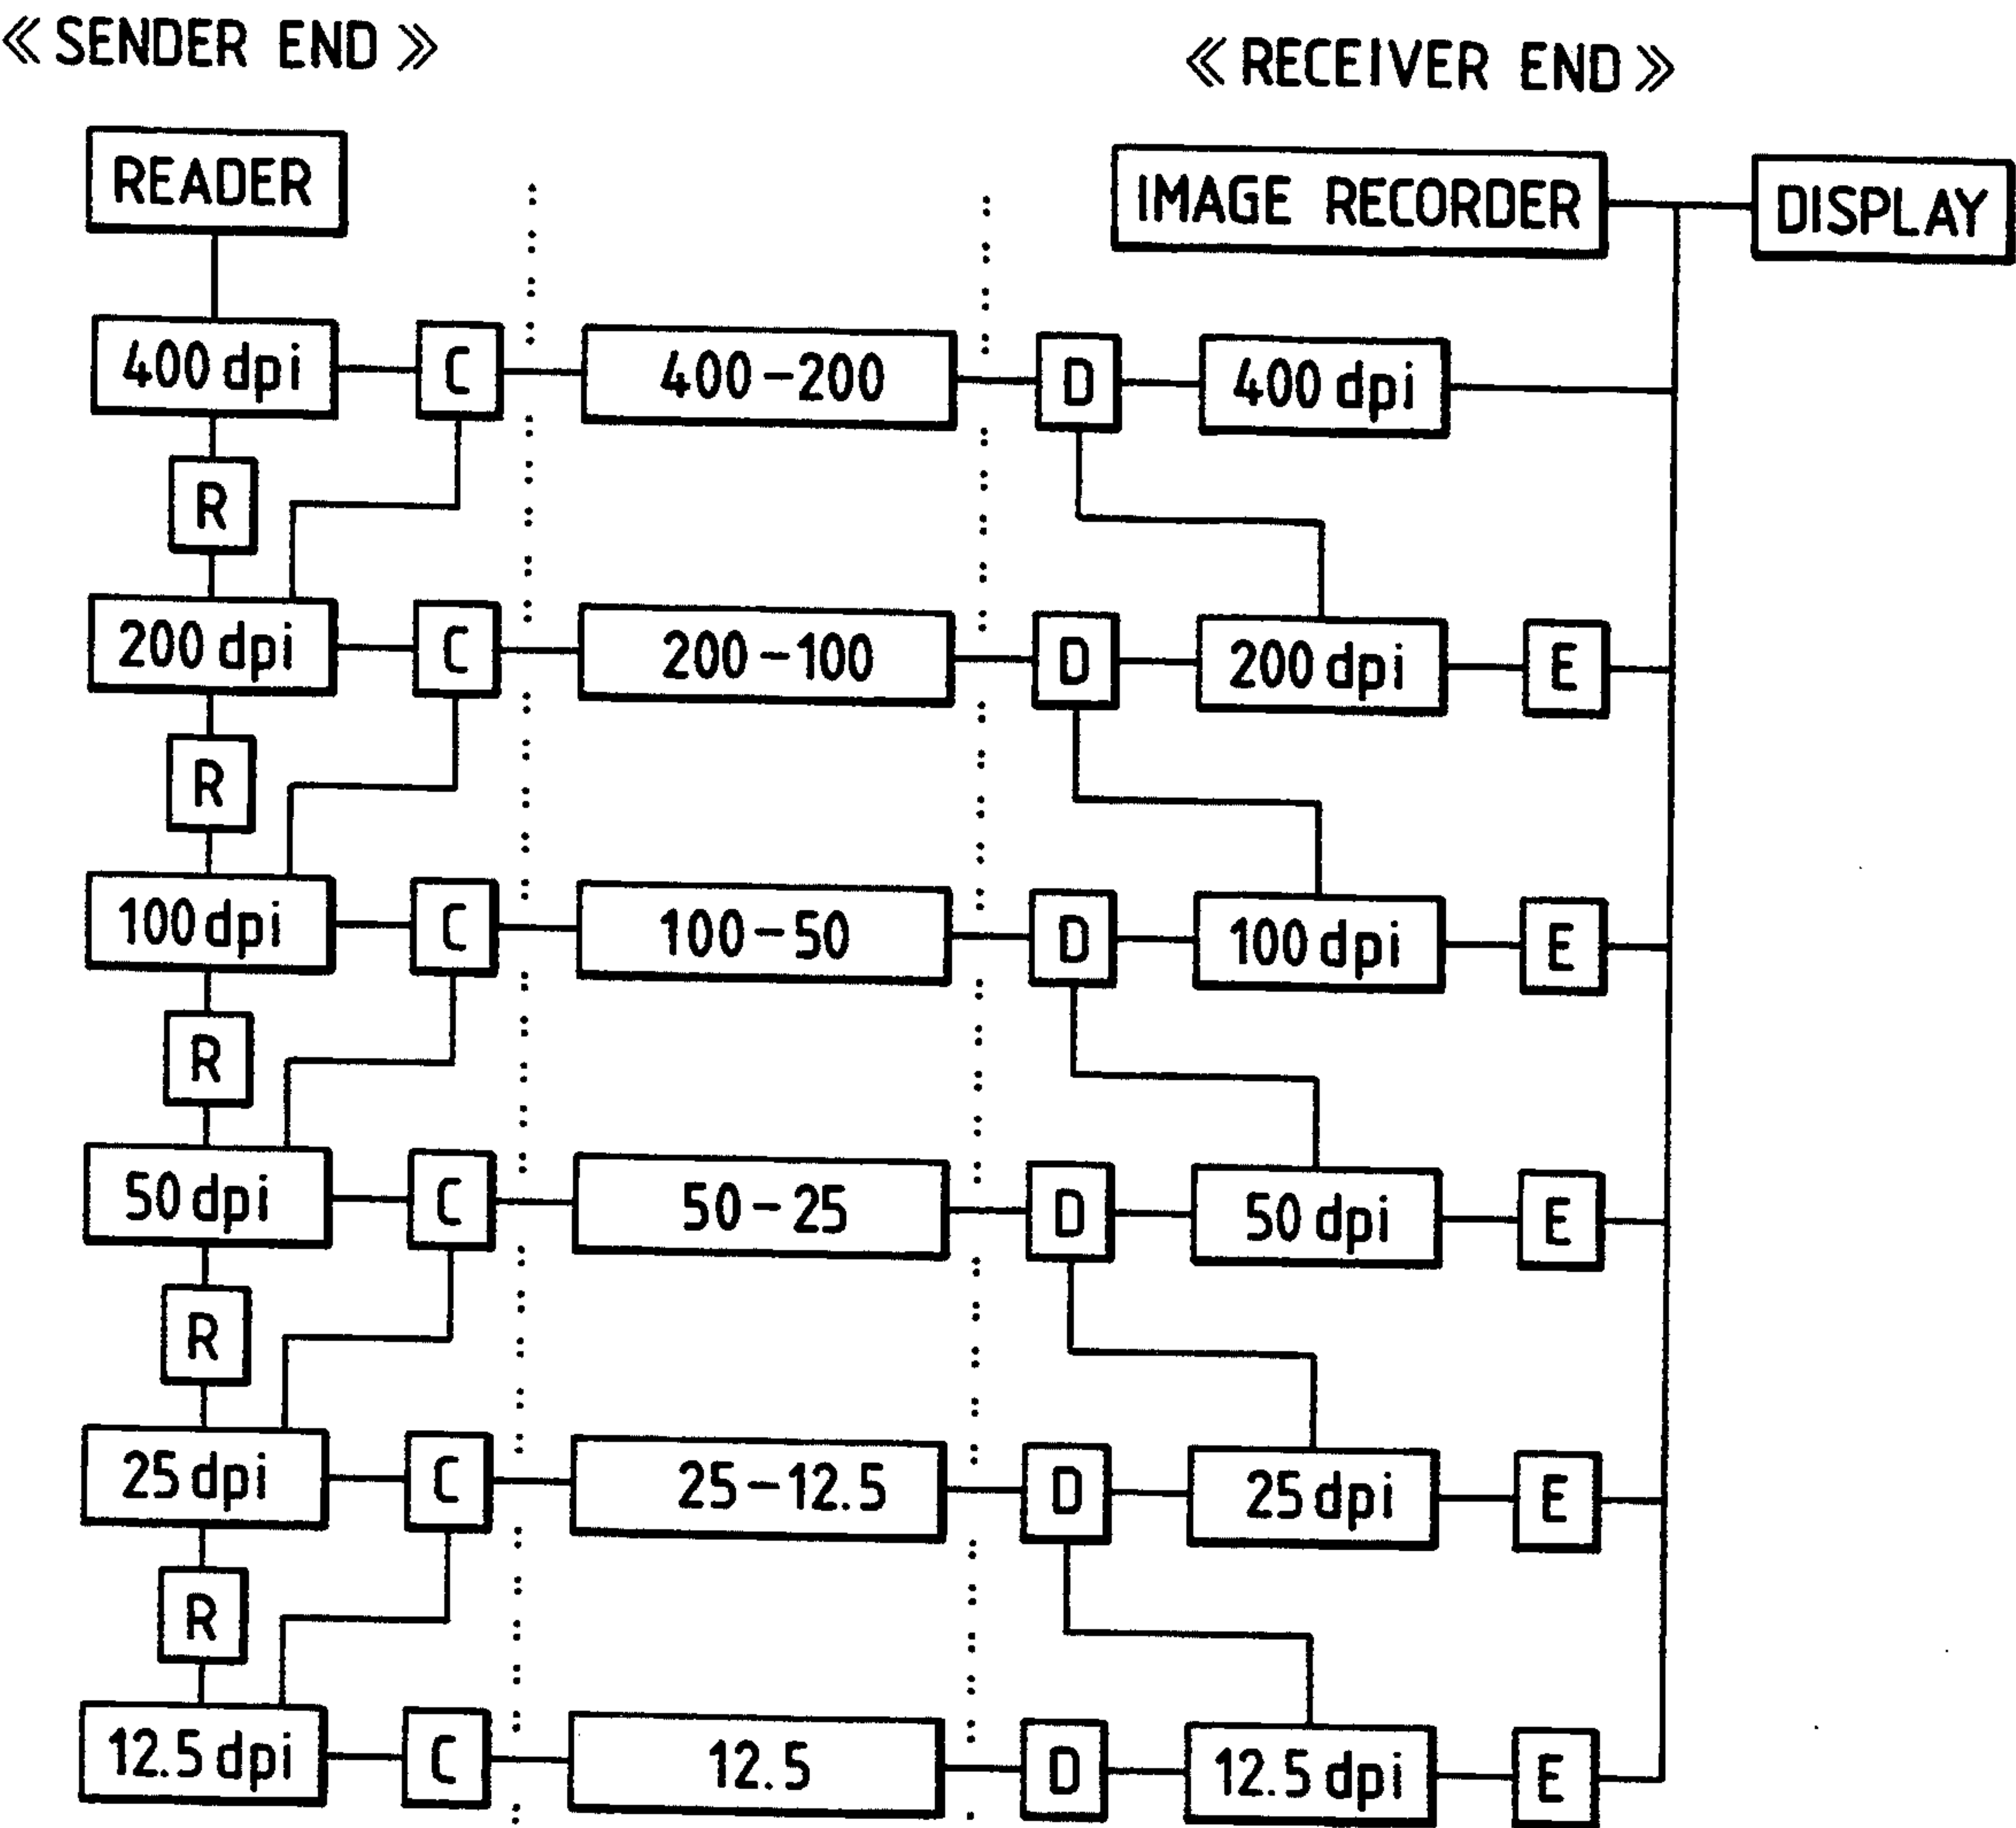 ≪ SENDER END ≫
≪ RECEIVER END ≫
READER
IMAGE RECORDER
DISPLAY
400 dpi
C
400-200
D
400 dpi
R
200 dpi
C
200-100
D
200 dpi
E
R
100 dpi
C
100-50
D
100 dpi
E
R
50 dpi
C
50-25
D
50 dpi
E
R
25 dpi
C
25-12.5
D
25 dpi
E
R
12.5 dpi
C
12.5
D
12.5 dpi
E